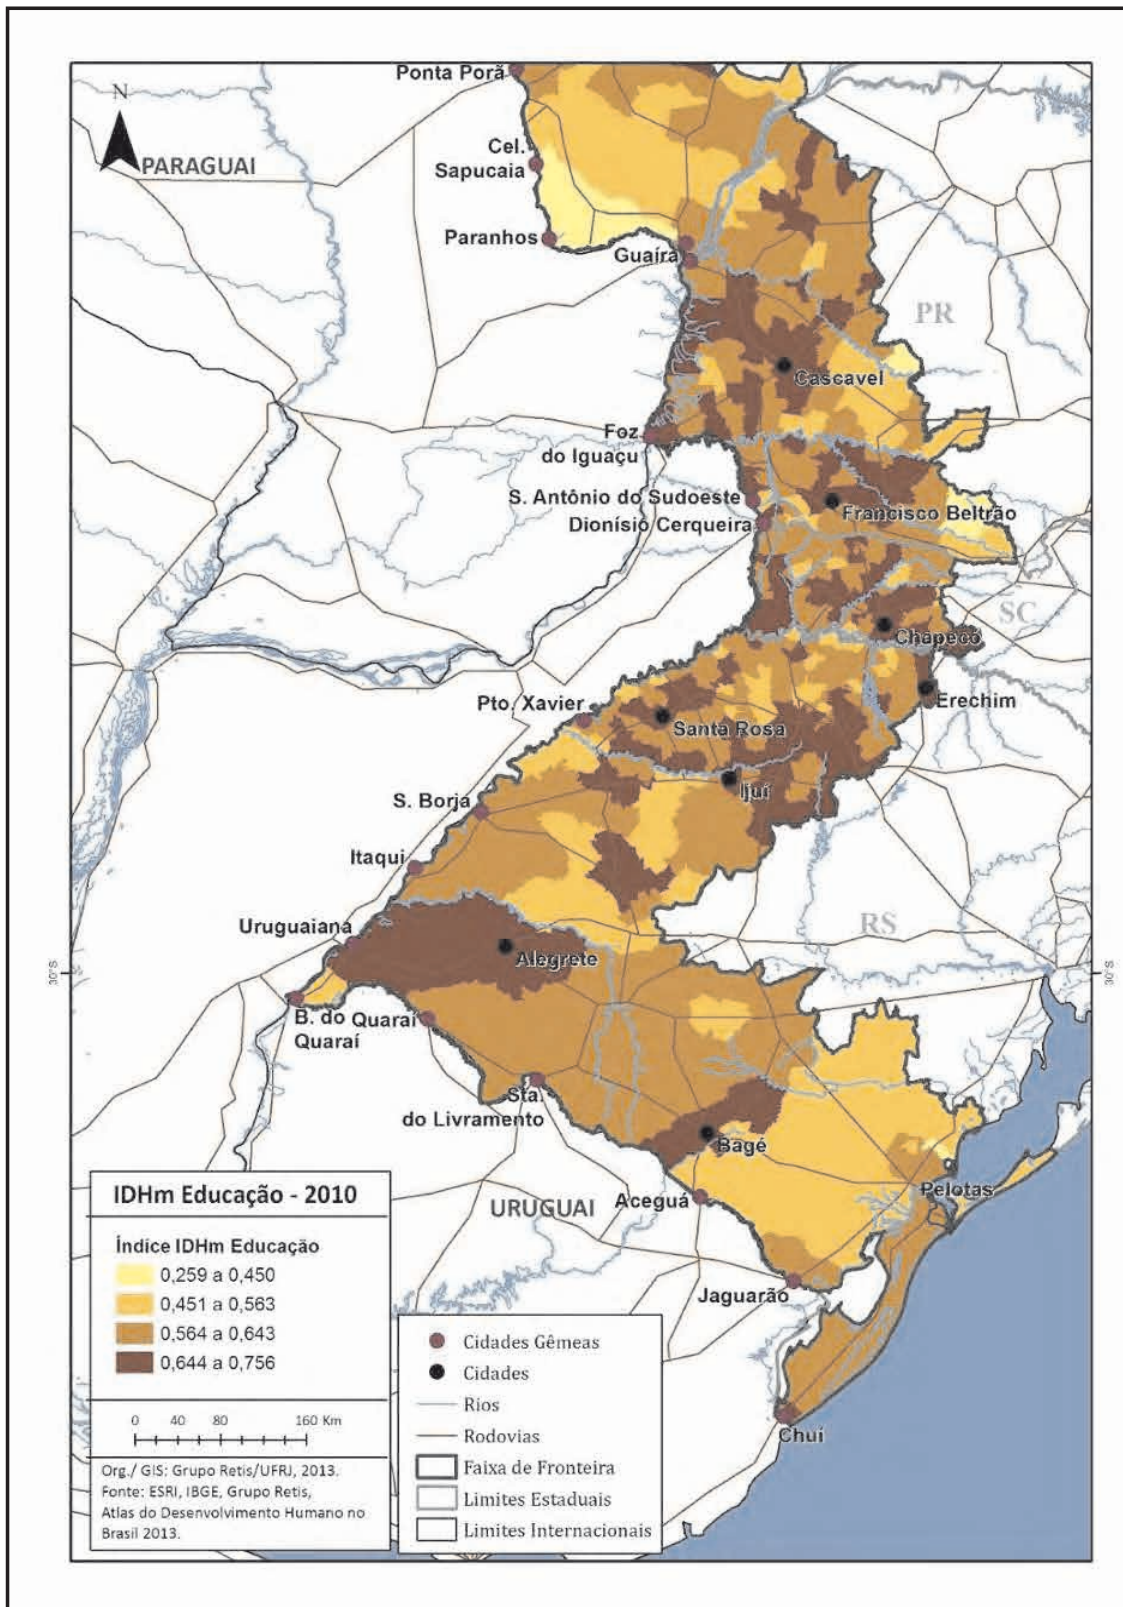 Ponta Porã
N
PARAGUAI
Cel.
Sapucaia
Paranhos
Guaíra
PR
Cascavel
Foz
do Iguaçu
S. Antônio do Sudoeste
Dionísio Cerqueira
Francisco Beltrão
SC
Chapecó
Erechim
Pto. Xavier
Santa Rosa
Ijuí
S. Borja
Itaqui
RS
Uruguaiana
Alegrete
30°S
30°S
B. do
Quaraí
Quaraí
Sta.
do Livramento
Bagé
Aceguá
URUGUAI
Pelotas
Jaguarão
Chuí
IDHm Educação - 2010
Índice IDHm Educação
0,259 a 0,450
0,451 a 0,563
0,564 a 0,643
0,644 a 0,756
0 40 80 160 Km
Org./ GIS: Grupo Retis/UFRJ, 2013.
Fonte: ESRI, IBGE, Grupo Retis,
Atlas do Desenvolvimento Humano no
Brasil 2013.
Cidades Gêmeas
Cidades
Rios
Rodovias
Faixa de Fronteira
Limites Estaduais
Limites Internacionais